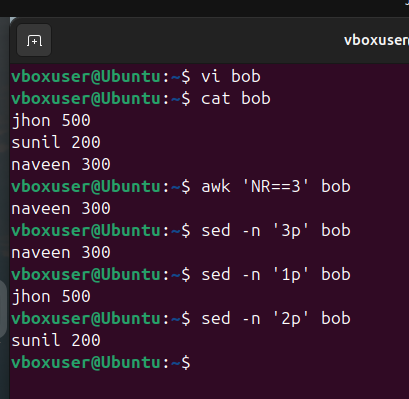 vboxuser
vboxuser@Ubuntu:~$ vi bob
vboxuser@Ubuntu:~$ cat bob
jhon 500
sunil 200
naveen 300
vboxuser@Ubuntu:~$ awk 'NR==3' bob
naveen 300
vboxuser@Ubuntu:~$ sed -n '3p' bob
naveen 300
vboxuser@Ubuntu:~$ sed -n '1p' bob
jhon 500
vboxuser@Ubuntu:~$ sed -n '2p' bob
sunil 200
vboxuser@Ubuntu:~$